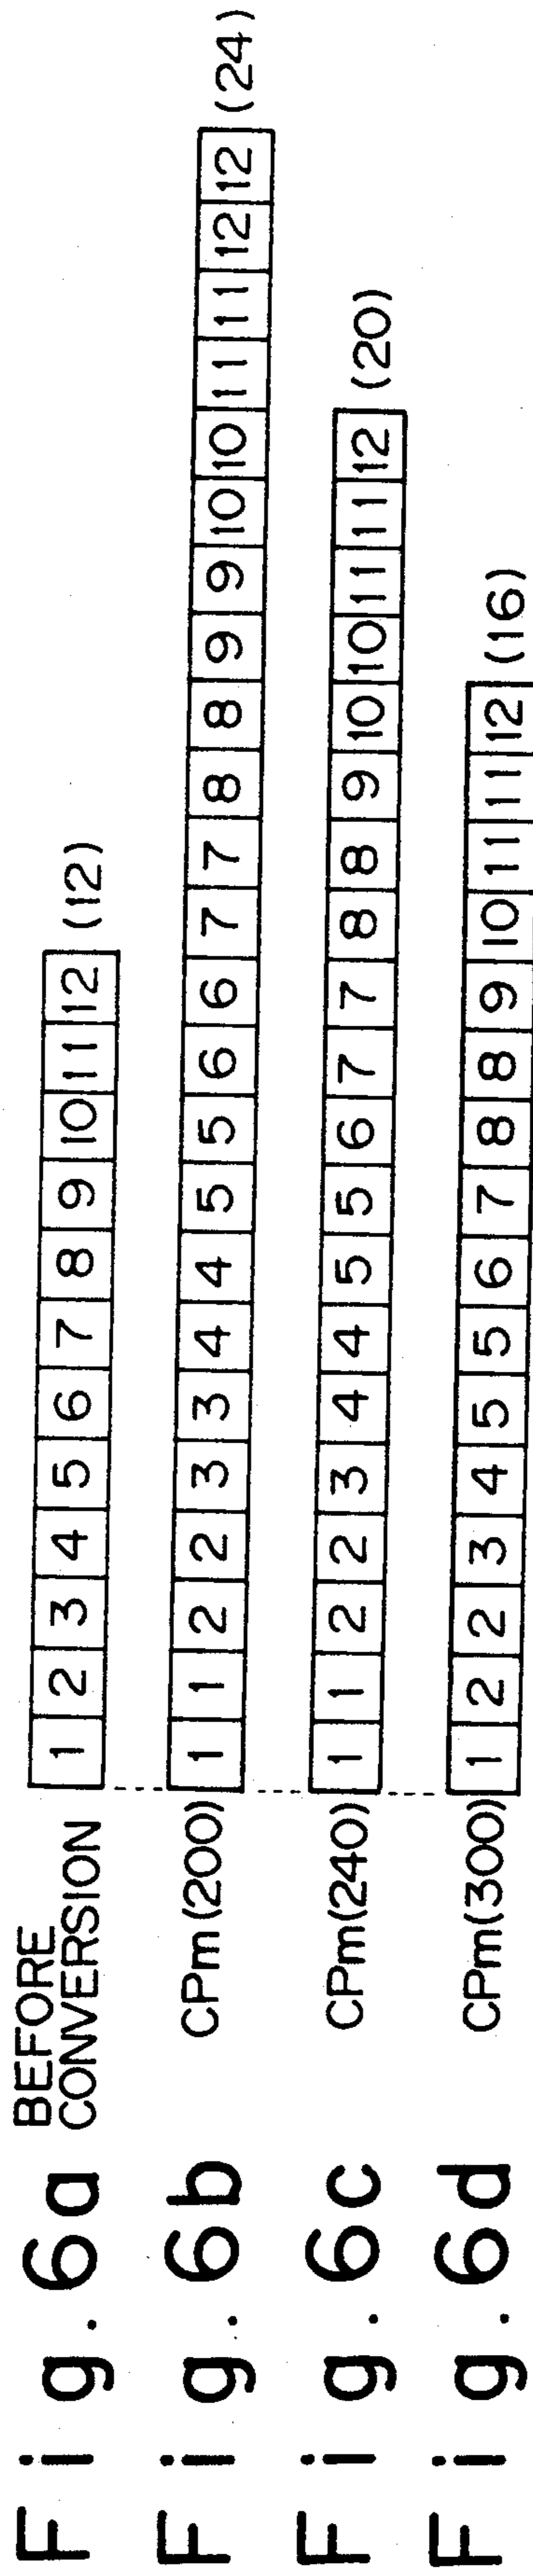 Fig.6a BEFORE CONVERSION 1 2 3 4 5 6 7 8 9 10 11 12 (12)
Fig.6b CPm(200) 1 1 2 2 3 3 4 4 5 5 6 6 7 7 8 8 9 9 10 10 11 11 12 12 (24)
Fig.6c CPm(240) 1 1 2 2 3 4 4 5 5 6 7 7 8 8 9 10 10 11 11 12 (20)
Fig.6d CPm(300) 1 2 2 3 4 5 5 6 7 8 8 9 10 11 11 12 (16)